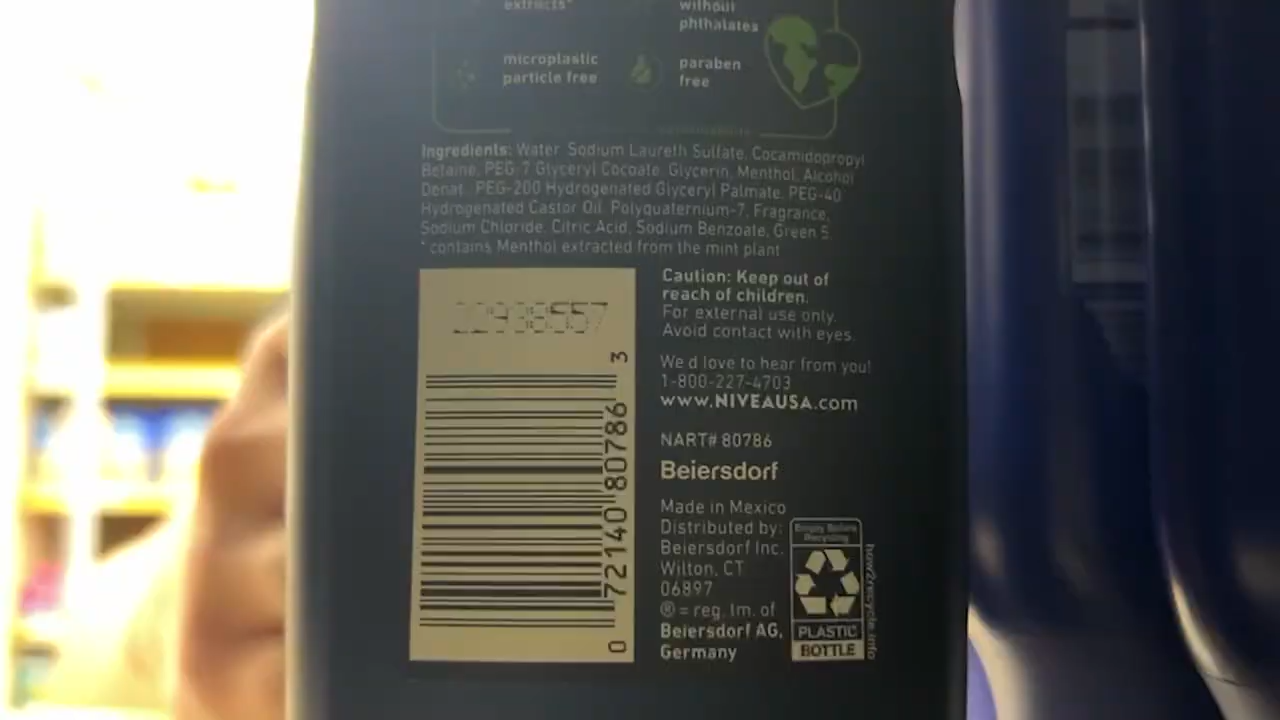 extracts*
without
phthalates
microplastic
particle free
paraben
free
Ingredients: Water, Sodium Laureth Sulfate, Cocamidopropyl
Betaine, PEG-7 Glyceryl Cocoate, Glycerin, Menthol, Alcohol
Denat., PEG-200 Hydrogenated Glyceryl Palmate, PEG-40
Hydrogenated Castor Oil, Polyquaternium-7, Fragrance,
Sodium Chloride, Citric Acid, Sodium Benzoate, Green 5.
*contains Menthol extracted from the mint plant
22938557
0 72140 80786 3
Caution: Keep out of
reach of children.
For external use only.
Avoid contact with eyes.
We'd love to hear from you!
1-800-227-4703
www.NIVEAUSA.com
NART# 80786
Beiersdorf
Made in Mexico
Distributed by:
Beiersdorf Inc.
Wilton, CT
06897
® = reg. tm. of
Beiersdorf AG,
Germany
Empty Before
Recycling
PLASTIC
BOTTLE
how2recycle.info